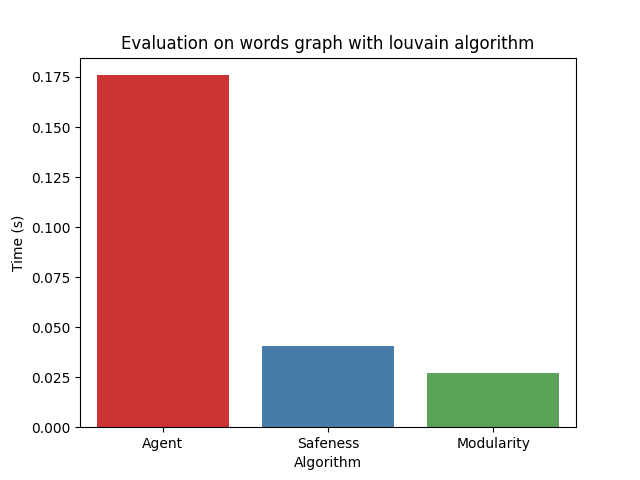 Evaluation on words graph with louvain algorithm
0.175
0.150
0.125
0.100
0.075
0.050
0.025
0.000
Time (s)
Agent Safeness Modularity
Algorithm